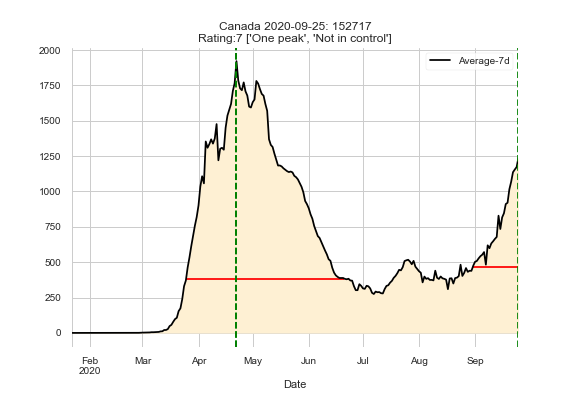 Canada 2020-09-25: 152717
Rating:7 ['One peak', 'Not in control']
Average-7d
2000
1750
1500
1250
1000
750
500
250
0
Feb Mar Apr May Jun Jul Aug Sep
2020
Date